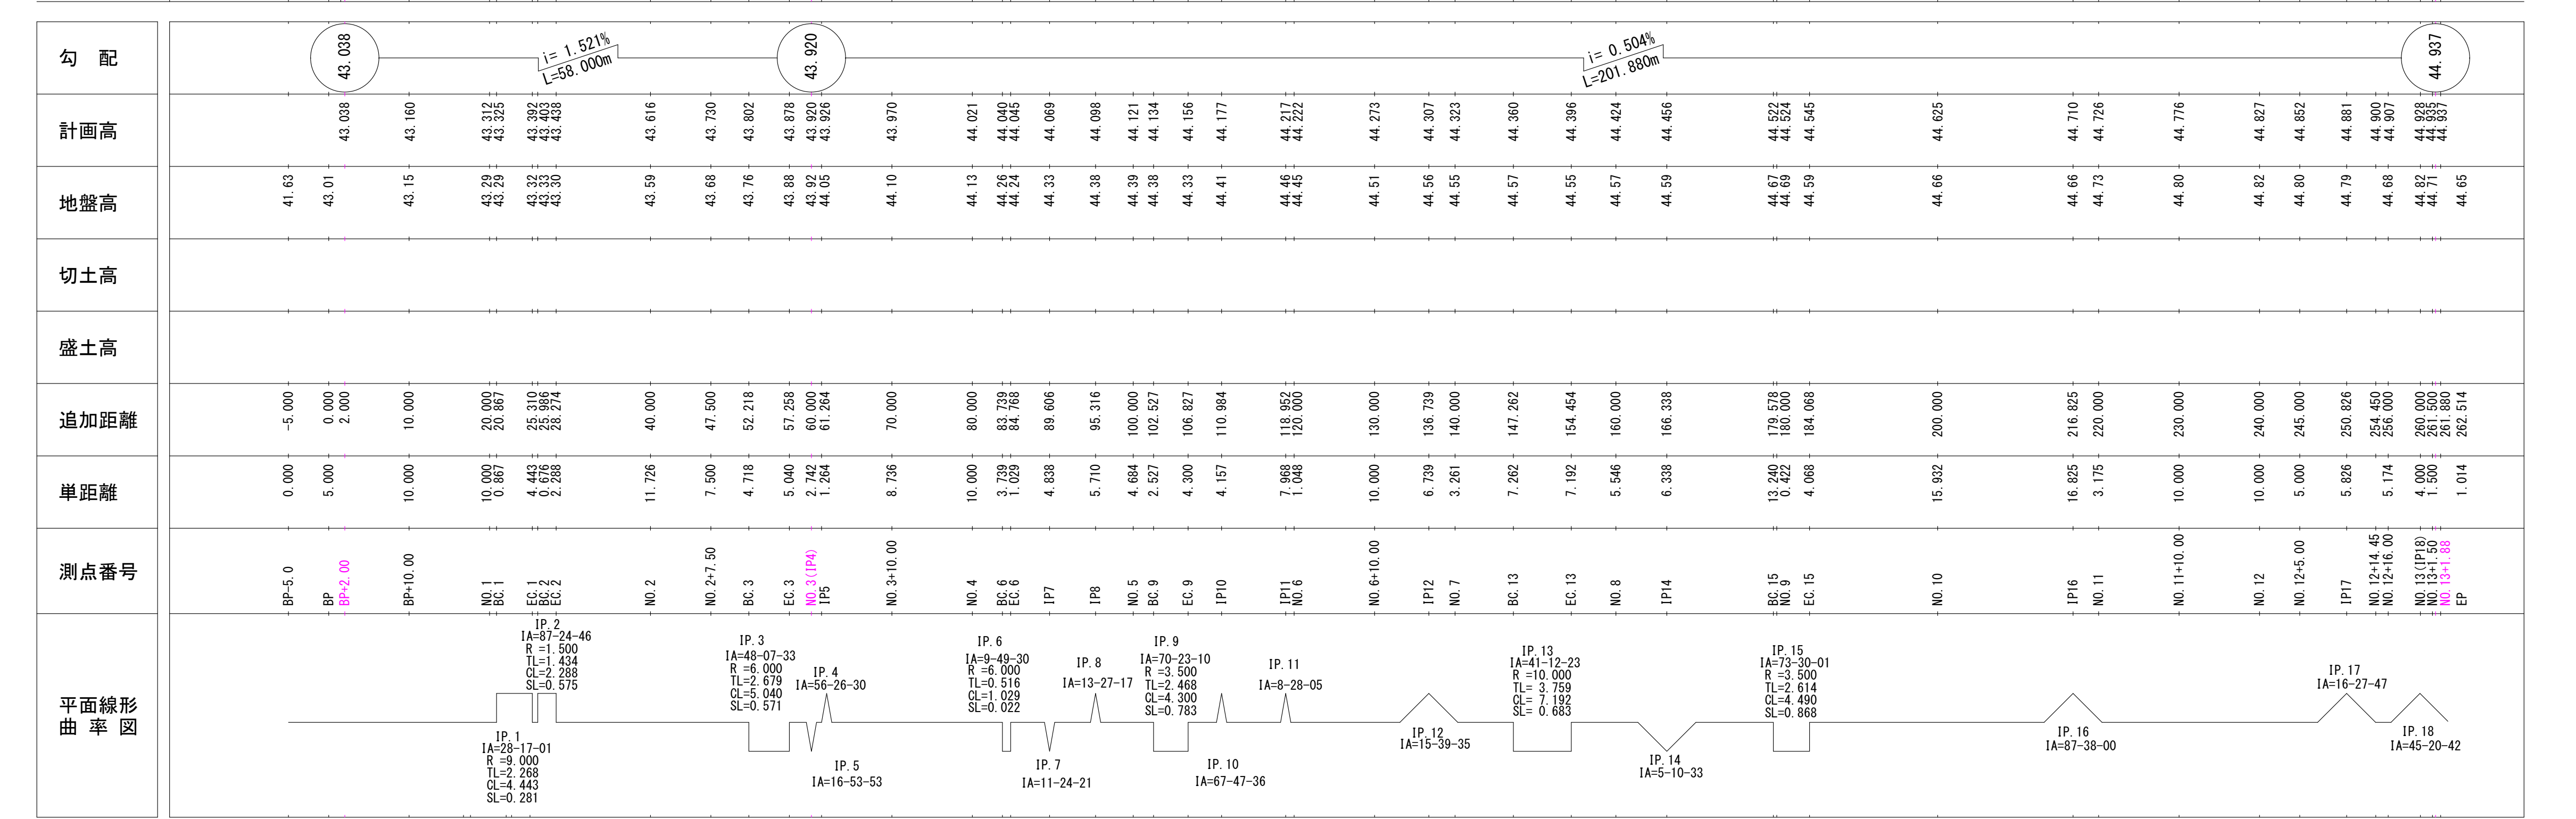 勾 配
43.038
i= 1.521%
L=58.000m
43.920
i= 0.504%
L=201.880m
44.937
計画高
43.038 43.160 43.312 43.325 43.392 43.403 43.438 43.616 43.730 43.802 43.878 43.920 43.926 43.970 44.021 44.040 44.045 44.069 44.098 44.121 44.134 44.156 44.177 44.217 44.222 44.273 44.307 44.323 44.360 44.396 44.424 44.456 44.522 44.524 44.545 44.625 44.710 44.726 44.776 44.827 44.852 44.881 44.900 44.907 44.928 44.935 44.937
地盤高
41.63 43.01 43.15 43.29 43.29 43.32 43.33 43.30 43.59 43.68 43.76 43.88 43.92 44.05 44.10 44.13 44.26 44.24 44.33 44.38 44.39 44.38 44.33 44.41 44.46 44.45 44.51 44.56 44.55 44.57 44.55 44.57 44.59 44.67 44.69 44.59 44.66 44.66 44.73 44.80 44.82 44.80 44.79 44.68 44.82 44.71 44.65
切土高
盛土高
追加距離
-5.000 0.000 2.000 10.000 20.000 20.867 25.310 25.986 28.274 40.000 47.500 52.218 57.258 60.000 61.264 70.000 80.000 83.739 84.768 89.606 95.316 100.000 102.527 106.827 110.984 118.952 120.000 130.000 136.739 140.000 147.262 154.454 160.000 166.338 179.578 180.000 184.068 200.000 216.825 220.000 230.000 240.000 245.000 250.826 254.450 256.000 260.000 261.500 261.880 262.514
単距離
0.000 5.000 10.000 10.000 0.867 4.443 0.676 2.288 11.726 7.500 4.718 5.040 2.742 1.264 8.736 10.000 3.739 1.029 4.838 5.710 4.684 2.527 4.300 4.157 7.968 1.048 10.000 6.739 3.261 7.262 7.192 5.546 6.338 13.240 0.422 4.068 15.932 16.825 3.175 10.000 10.000 5.000 5.826 5.174 4.000 1.500 1.014
測点番号
BP-5.0 BP BP+2.00 BP+10.00 NO.1 BC.1 EC.1 BC.2 EC.2 NO.2 NO.2+7.50 BC.3 EC.3 NO.3(IP4) IP5 NO.3+10.00 NO.4 BC.6 EC.6 IP7 IP8 NO.5 BC.9 EC.9 IP10 IP11 NO.6 NO.6+10.00 IP12 NO.7 BC.13 EC.13 NO.8 IP14 BC.15 NO.9 EC.15 NO.10 IP16 NO.11 NO.11+10.00 NO.12 NO.12+5.00 IP17 NO.12+14.45 NO.12+16.00 NO.13(IP18) NO.13+1.50 NO.13+1.88 EP
平面線形
曲 率 図
IP.1
IA=28-17-01
R =9.000
TL=2.268
CL=4.443
SL=0.281
IP.2
IA=87-24-46
R =1.500
TL=1.434
CL=2.288
SL=0.575
IP.3
IA=48-07-33
R =6.000
TL=2.679
CL=5.040
SL=0.571
IP.4
IA=56-26-30
IP.5
IA=16-53-53
IP.6
IA=9-49-30
R =6.000
TL=0.516
CL=1.029
SL=0.022
IP.7
IA=11-24-21
IP.8
IA=13-27-17
IP.9
IA=70-23-10
R =3.500
TL=2.468
CL=4.300
SL=0.783
IP.10
IA=67-47-36
IP.11
IA=8-28-05
IP.12
IA=15-39-35
IP.13
IA=41-12-23
R =10.000
TL= 3.759
CL= 7.192
SL= 0.683
IP.14
IA=5-10-33
IP.15
IA=73-30-01
R =3.500
TL=2.614
CL=4.490
SL=0.868
IP.16
IA=87-38-00
IP.17
IA=16-27-47
IP.18
IA=45-20-42